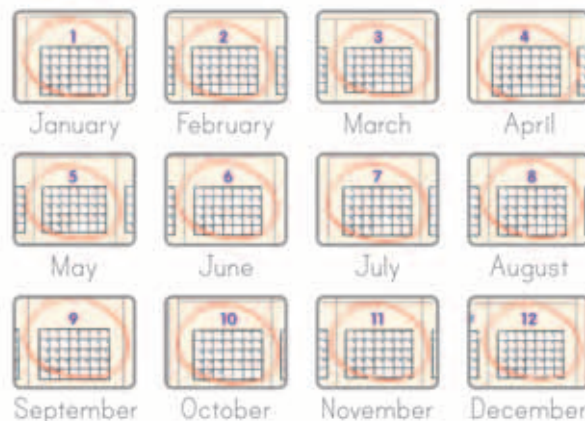 1 2 3 4
January February March April
5 6 7 8
May June July August
9 10 11 12
September October November December